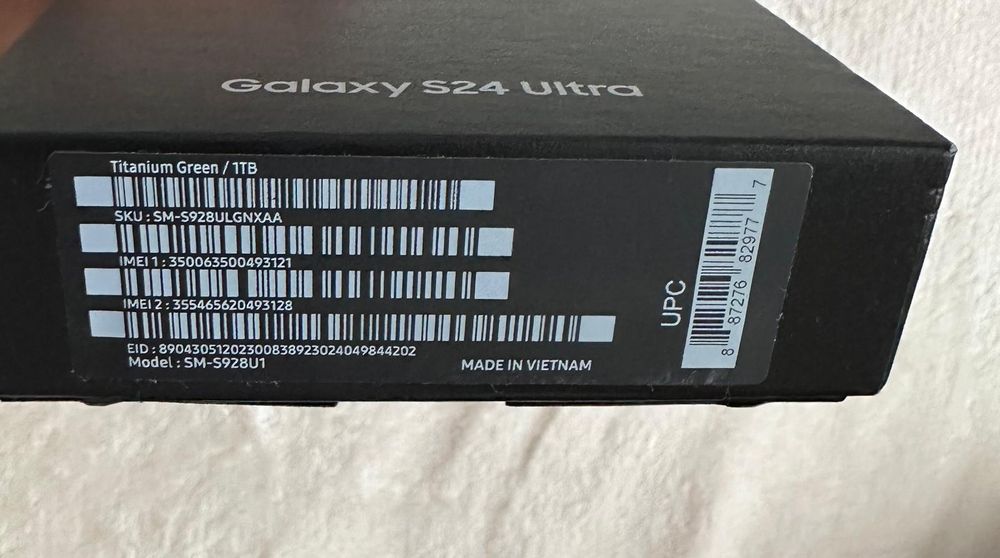 Galaxy S24 Ultra
Titanium Green / 1TB
SKU : SM-S928ULGNXAA
IMEI 1 : 350063500493121
IMEI 2 : 355465620493128
EID : 89043051202300838923024049844202
Model : SM-S928U1
MADE IN VIETNAM
UPC
8 87276 82977 7